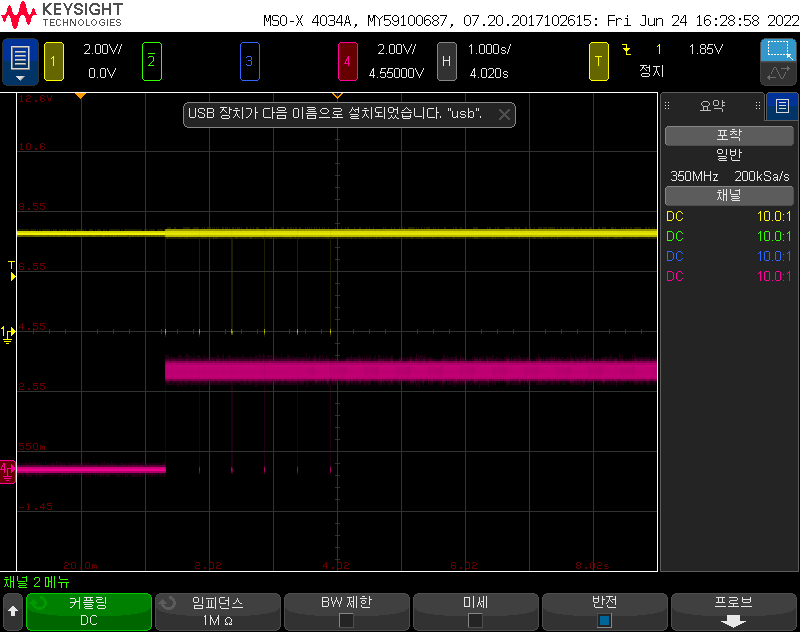 KEYSIGHT
TECHNOLOGIES
MSO-X 4034A, MY59100687, 07.20.2017102615: Fri Jun 24 16:28:58 2022
1 2.00V/ 2 3 4 2.00V/ H 1.000s/ T 1 1.85V
0.0V 4.55000V 4.020s 정지
12.6V
USB 장치가 다음 이름으로 설치되었습니다. "usb".
요약
포착
일반
350MHz 200kSa/s
채널
DC 10.0:1
DC 10.0:1
DC 10.0:1
DC 10.0:1
10.6
8.55
T
6.55
1
4.55
2.55
4
550m
-1.45
20.0m 2.02 4.02 6.02 8.02s
채널 2 메뉴
커플링
DC
임피던스
1M Ω
BW 제한
미세
반전
프로브